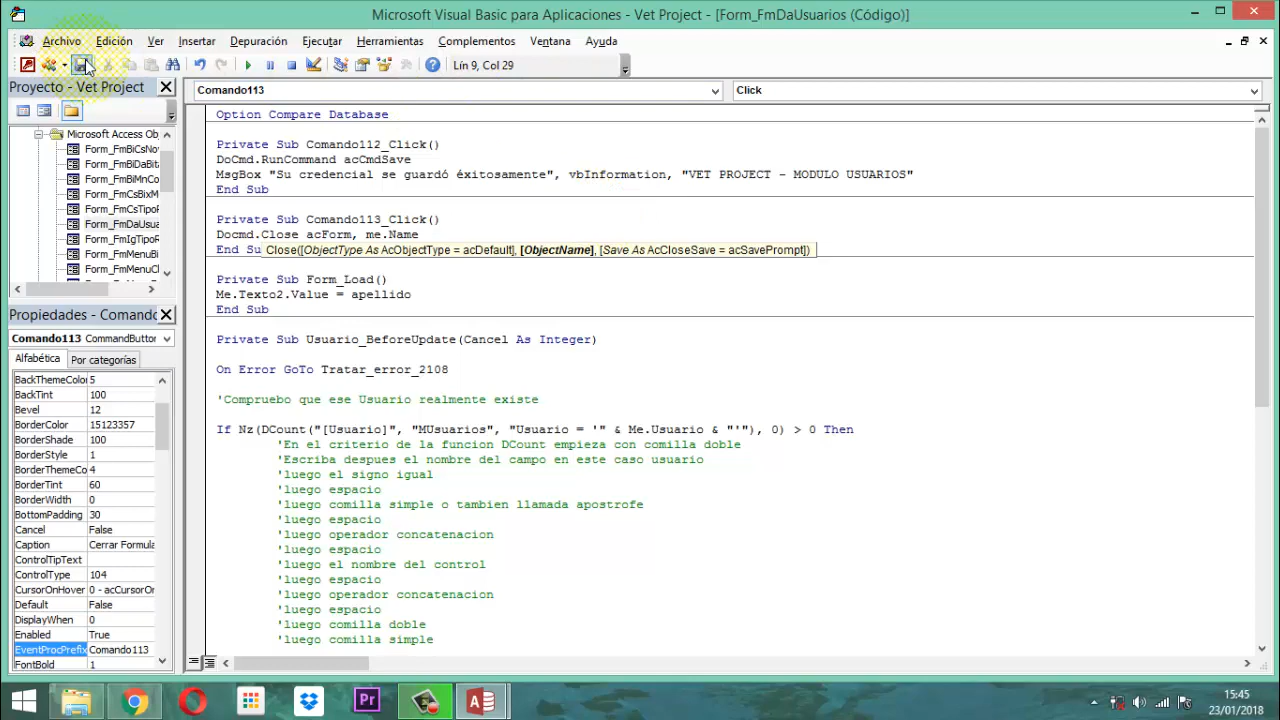 Microsoft Visual Basic para Aplicaciones - Vet Project - [Form_FmDaUsuarios (Código)]
Archivo Edición Ver Insertar Depuración Ejecutar Herramientas Complementos Ventana Ayuda
Lín 9, Col 29
Proyecto - Vet Project
Microsoft Access Obj
Form_FmBiCsNo
Form_FmBiDaBit
Form_FmBiMnCo
Form_FmCsBixM
Form_FmCsTipoF
Form_FmDaUsua
Form_FmIgTipoR
Form_FmMenuBi
Form_FmMenuCl
Propiedades - Comando
Comando113 CommandButton
Alfabética Por categorías
BackThemeColor 5
BackTint 100
Bevel 12
BorderColor 15123357
BorderShade 100
BorderStyle 1
BorderThemeCo 4
BorderTint 60
BorderWidth 0
BottomPadding 30
Cancel False
Caption Cerrar Formula
ControlTipText
ControlType 104
CursorOnHover 0 - acCursorOn
Default False
DisplayWhen 0
Enabled True
EventProcPrefix Comando113
FontBold 1
Comando113 Click
Option Compare Database
Private Sub Comando112_Click()
DoCmd.RunCommand acCmdSave
MsgBox "Su credencial se guardó éxitosamente", vbInformation, "VET PROJECT - MODULO USUARIOS"
End Sub
Private Sub Comando113_Click()
Docmd.Close acForm, me.Name
End Su Close([ObjectType As AcObjectType = acDefault], [ObjectName], [Save As AcCloseSave = acSavePrompt])
Private Sub Form_Load()
Me.Texto2.Value = apellido
End Sub
Private Sub Usuario_BeforeUpdate(Cancel As Integer)
On Error GoTo Tratar_error_2108
'Compruebo que ese Usuario realmente existe
If Nz(DCount("[Usuario]", "MUsuarios", "Usuario = '" & Me.Usuario & "'"), 0) > 0 Then
'En el criterio de la funcion DCount empieza con comilla doble
'Escriba despues el nombre del campo en este caso usuario
'luego el signo igual
'luego espacio
'luego comilla simple o tambien llamada apostrofe
'luego espacio
'luego operador concatenacion
'luego espacio
'luego el nombre del control
'luego espacio
'luego operador concatenacion
'luego espacio
'luego comilla doble
'luego comilla simple
Pr
15:45
23/01/2018